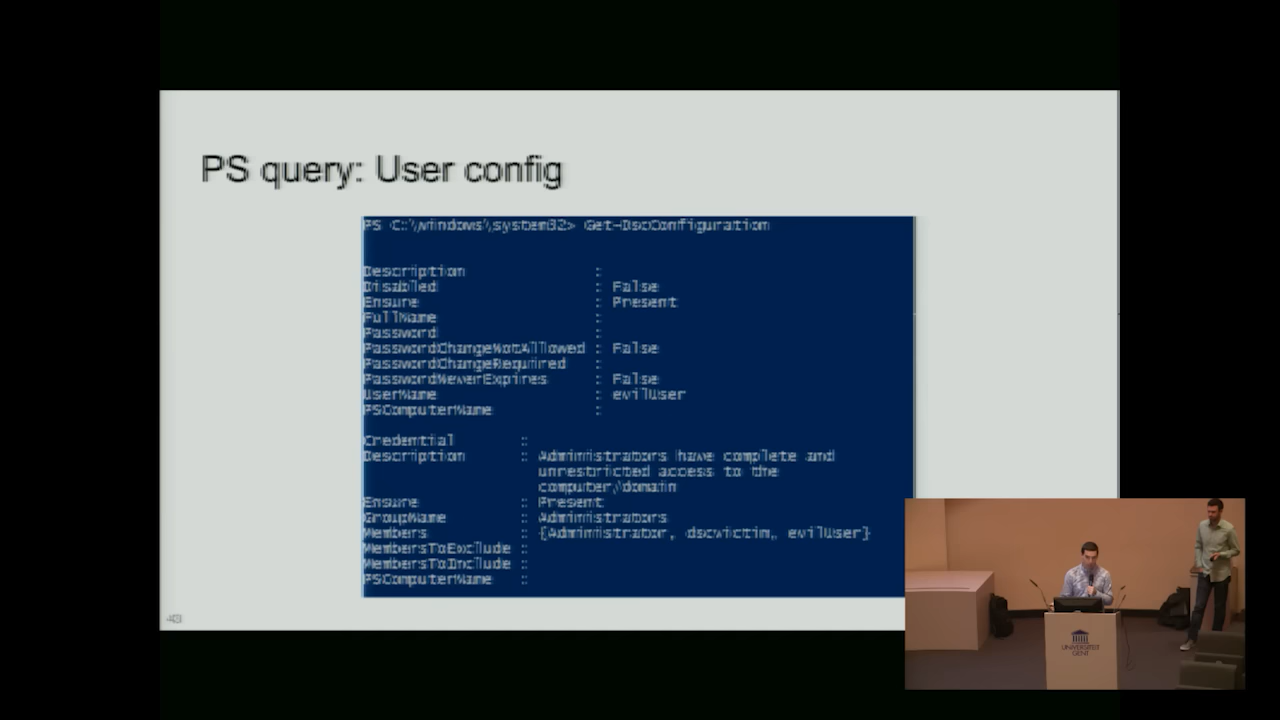 PS query: User config
PS C:\windows\system32> Get-DscConfiguration
Description :
Disabled : False
Ensure : Present
FullName :
Password :
PasswordChangeNotAllowed : False
PasswordChangeRequired :
PasswordNeverExpires : False
UserName : evilUser
PSComputerName :
Credential :
Description : Administrators have complete and
unrestricted access to the
computer/domain
Ensure : Present
GroupName : Administrators
Members : {Administrator, dscvictim, evilUser}
MembersToExclude :
MembersToInclude :
PSComputerName :
UNIVERSITEIT
GENT